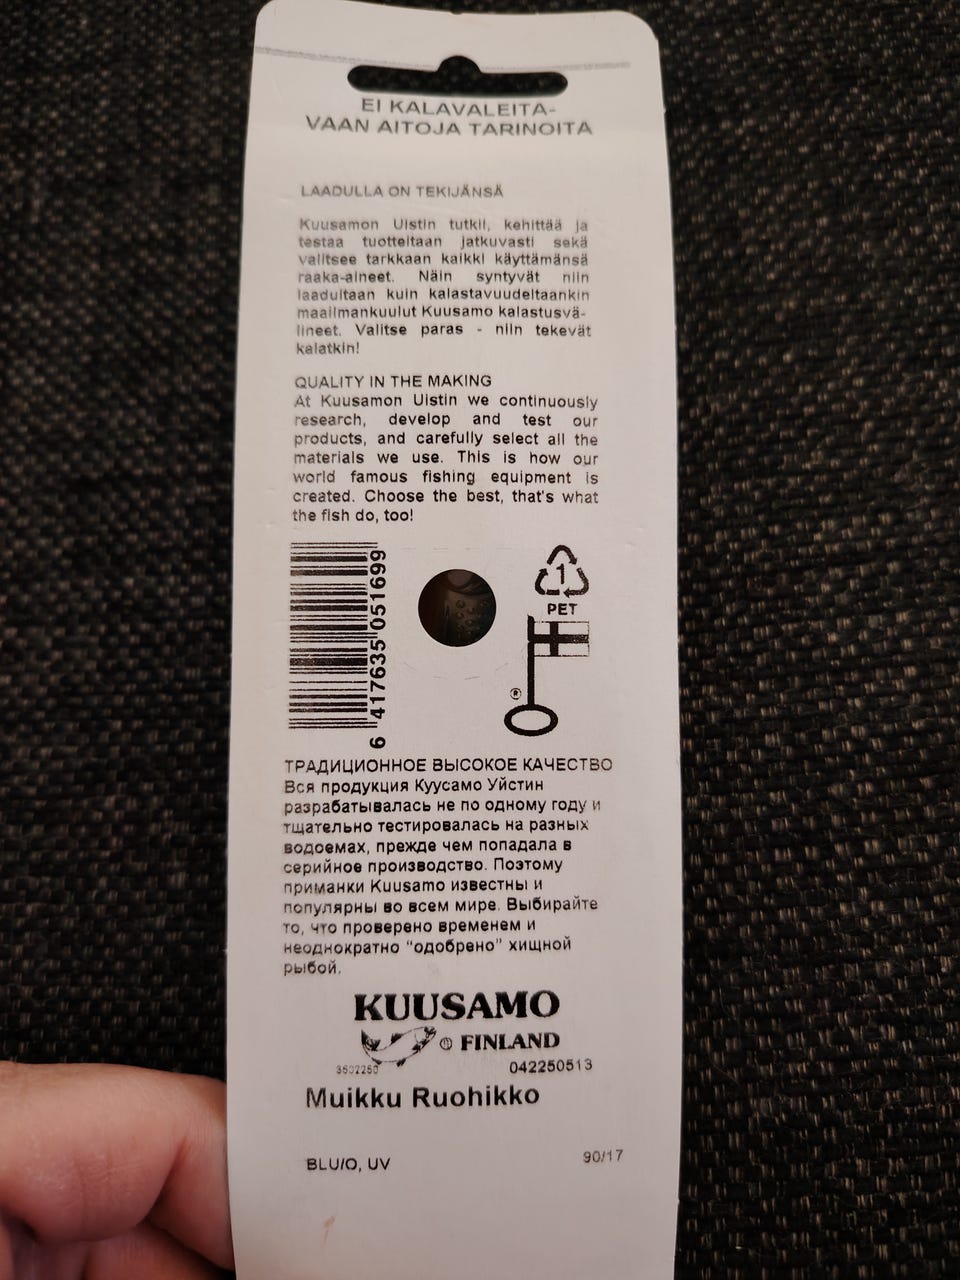 EI KALAVALEITA-
VAAN AITOJA TARINOITA
LAADULLA ON TEKIJÄNSÄ
Kuusamon Uistin tutkii, kehittää ja
testaa tuotteitaan jatkuvasti sekä
valitsee tarkkaan kaikki käyttämänsä
raaka-aineet. Näin syntyvät niin
laadultaan kuin kalastavuudeltaankin
maailmankuulut Kuusamo kalastusvä-
lineet. Valitse paras - niin tekevät
kalatkin!
QUALITY IN THE MAKING
At Kuusamon Uistin we continuously
research, develop and test our
products, and carefully select all the
materials we use. This is how our
world famous fishing equipment is
created. Choose the best, that's what
the fish do, too!
6 417635 051699
1
PET
®
ТРАДИЦИОННОЕ ВЫСОКОЕ КАЧЕСТВО
Вся продукция Куусамо Уйстин
разрабатывалась не по одному году и
тщательно тестировалась на разных
водоемах, прежде чем попадала в
серийное производство. Поэтому
приманки Kuusamo известны и
популярны во всем мире. Выбирайте
то, что проверено временем и
неоднократно "одобрено" хищной
рыбой.
KUUSAMO
® FINLAND
3502250 042250513
Muikku Ruohikko
BLU/O, UV 90/17